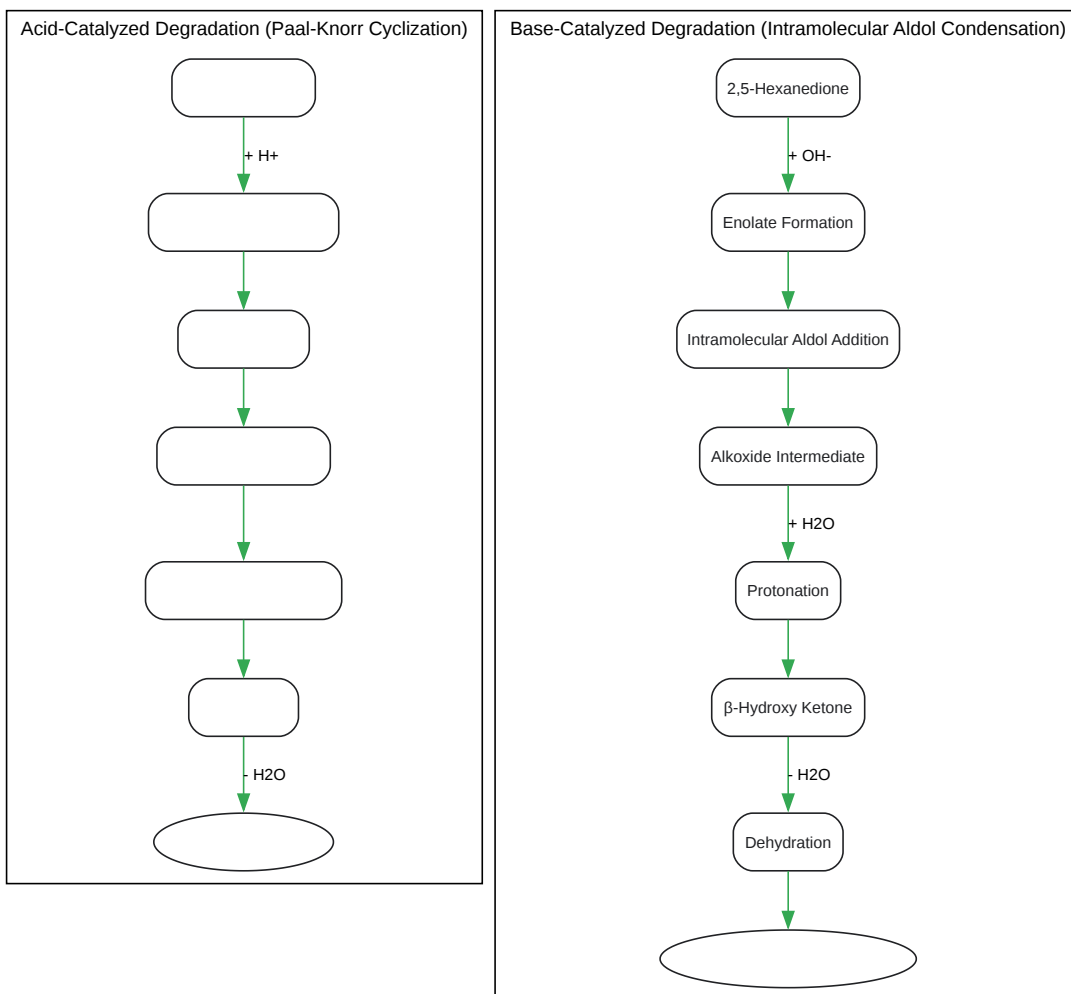 Acid-Catalyzed Degradation (Paal-Knorr Cyclization)
+ H+
- H2O
Base-Catalyzed Degradation (Intramolecular Aldol Condensation)
2,5-Hexanedione
+ OH-
Enolate Formation
Intramolecular Aldol Addition
Alkoxide Intermediate
+ H2O
Protonation
β-Hydroxy Ketone
- H2O
Dehydration